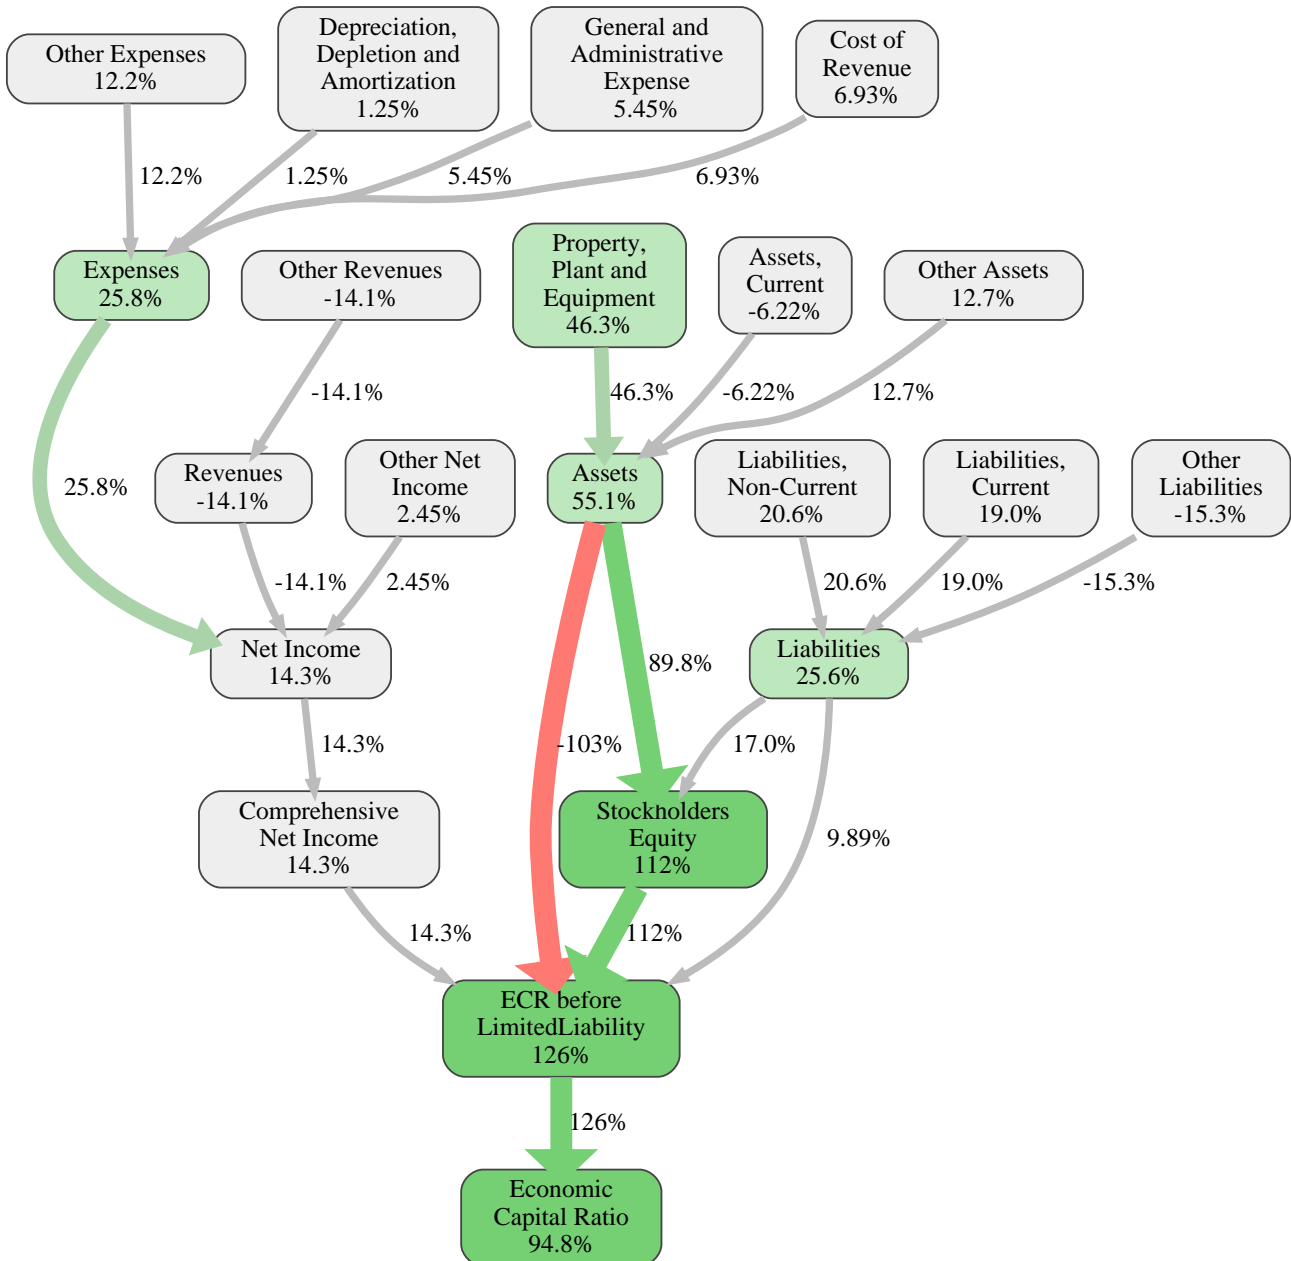 Other Expenses
12.2%
Depreciation,
Depletion and
Amortization
1.25%
General and
Administrative
Expense
5.45%
Cost of
Revenue
6.93%
12.2%
1.25%
5.45%
6.93%
Expenses
25.8%
Other Revenues
-14.1%
Property,
Plant and
Equipment
46.3%
Assets,
Current
-6.22%
Other Assets
12.7%
-14.1%
46.3%
-6.22%
12.7%
25.8%
Revenues
-14.1%
Other Net
Income
2.45%
Assets
55.1%
Liabilities,
Non-Current
20.6%
Liabilities,
Current
19.0%
Other
Liabilities
-15.3%
-14.1%
2.45%
20.6%
19.0%
-15.3%
Net Income
14.3%
89.8%
Liabilities
25.6%
14.3%
-103%
17.0%
Comprehensive
Net Income
14.3%
Stockholders
Equity
112%
9.89%
14.3%
112%
ECR before
LimitedLiability
126%
126%
Economic
Capital Ratio
94.8%